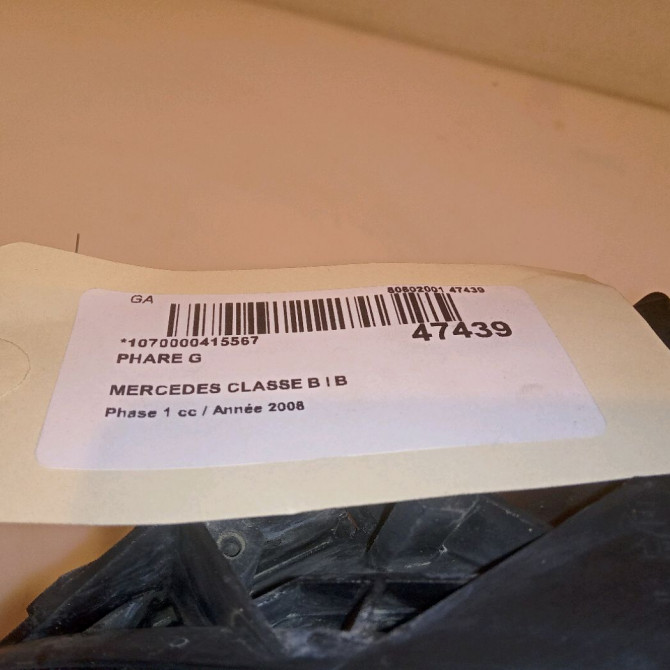 GA
80802001 47439
*1070000415567
47439
PHARE G
MERCEDES CLASSE B I B
Phase 1 cc / Année 2008